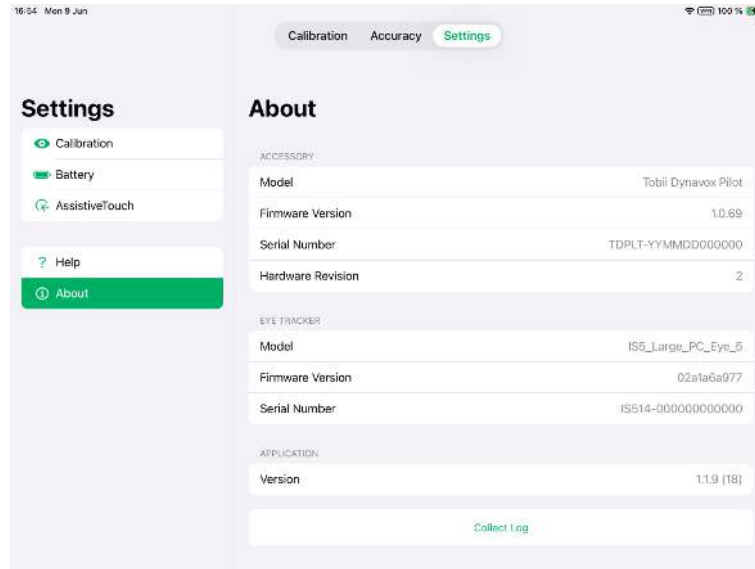 16:54 Mon 9 Jun
100 %
Calibration Accuracy Settings
Settings
Calibration
Battery
AssistiveTouch
? Help
About
About
ACCESSORY
Model Tobii Dynavox Pilot
Firmware Version 1.0.69
Serial Number TDPLT-YYMMDD000000
Hardware Revision 2
EYE TRACKER
Model IS5_Large_PC_Eye_5
Firmware Version 02a1a6a977
Serial Number IS514-000000000000
APPLICATION
Version 1.1.9 (18)
Collect Log